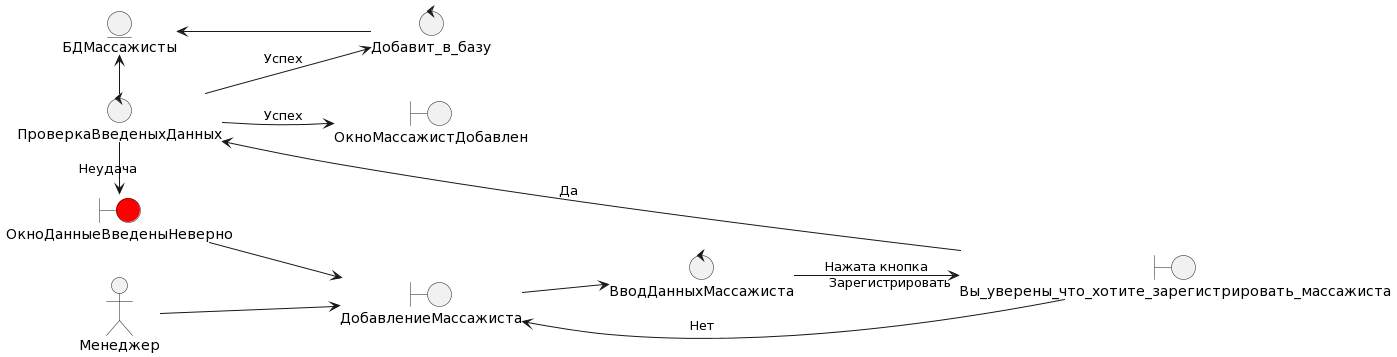 БДМассажисты
Добавит_в_базу
Успех
ПроверкаВведеныхДанных
Успех
ОкноМассажистДобавлен
Неудача
Да
ОкноДанныеВведеныНеверно
Нажата кнопка
Зарегистрировать
ВводДанныхМассажиста
Вы_уверены_что_хотите_зарегистрировать_массажиста
ДобавлениеМассажиста
Нет
Менеджер